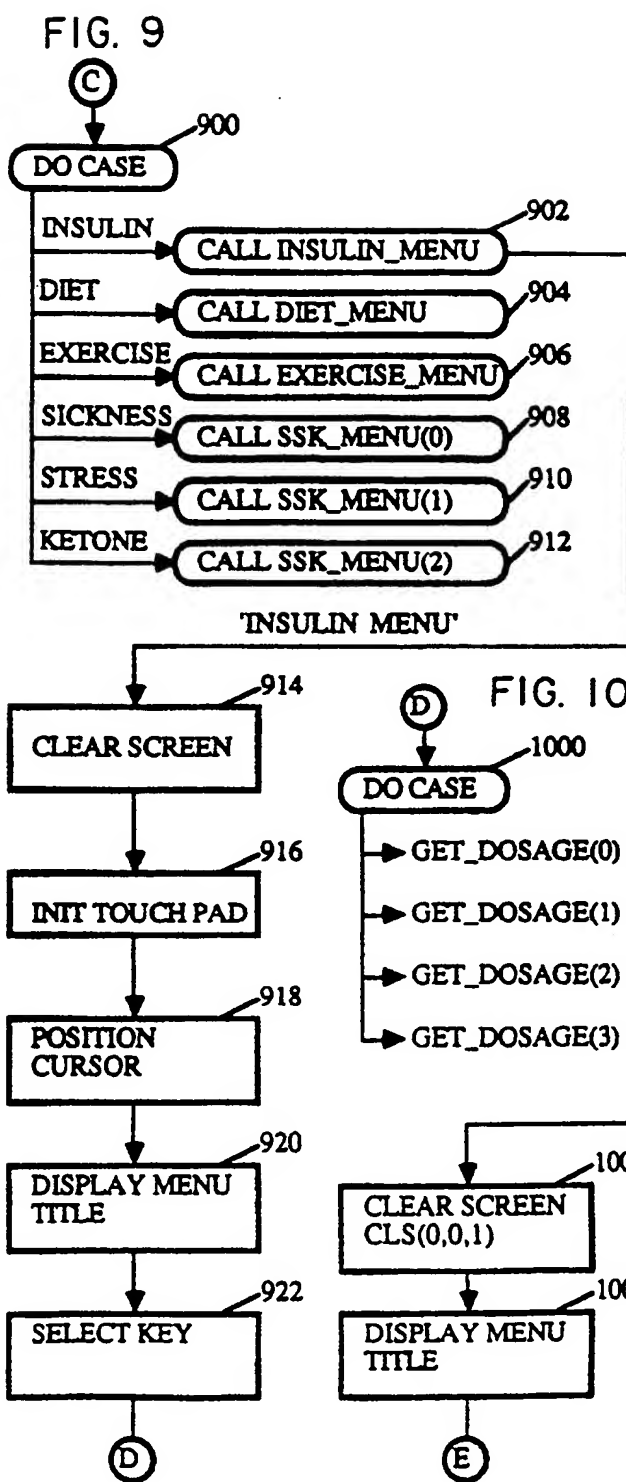 FIG. 9
C
900
DO CASE
INSULIN
902
CALL INSULIN_MENU
DIET
904
CALL DIET_MENU
EXERCISE
906
CALL EXERCISE_MENU
SICKNESS
908
CALL SSK_MENU(0)
STRESS
910
CALL SSK_MENU(1)
KETONE
912
CALL SSK_MENU(2)
'INSULIN MENU'
914
CLEAR SCREEN
916
INIT TOUCH PAD
918
POSITION
CURSOR
920
DISPLAY MENU
TITLE
922
SELECT KEY
D
FIG. 10
D
1000
DO CASE
GET_DOSAGE(0)
GET_DOSAGE(1)
GET_DOSAGE(2)
GET_DOSAGE(3)
CLEAR SCREEN
CLS(0,0,1)
DISPLAY MENU
TITLE
E